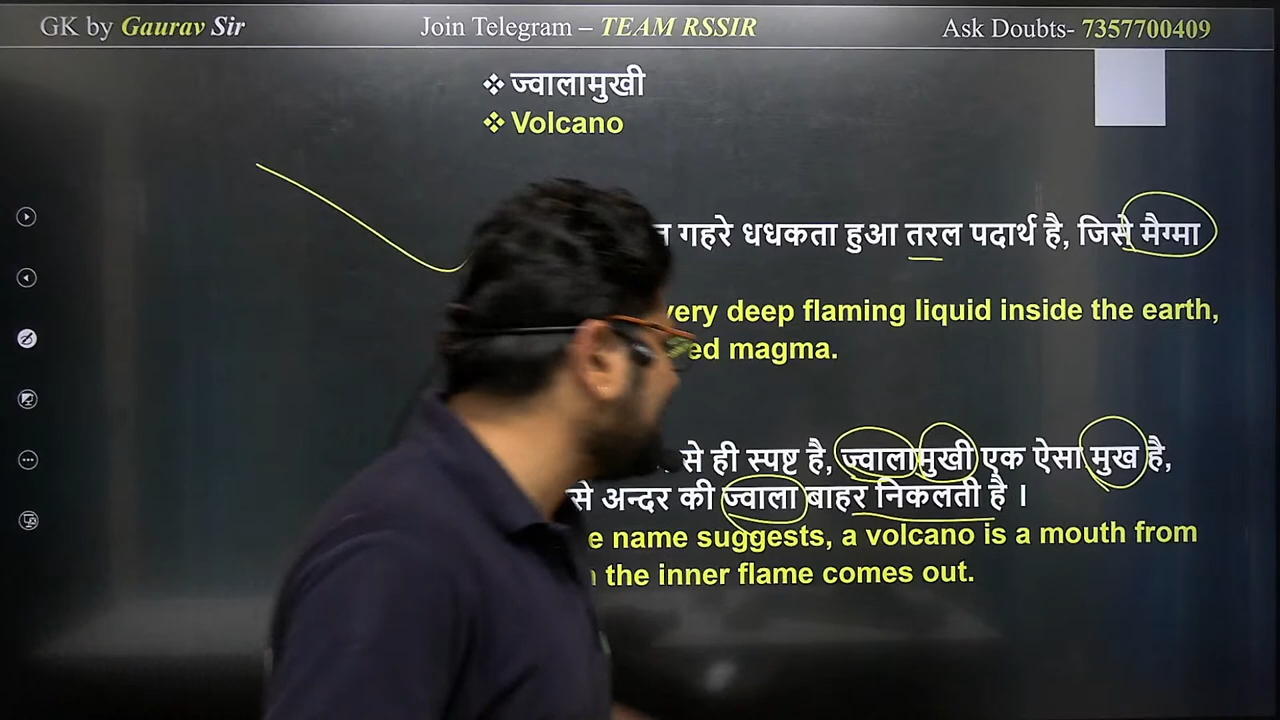 GK by Gaurav Sir
Join Telegram – TEAM RSSIR
Ask Doubts- 7357700409
ज्वालामुखी
Volcano
गहरे धधकता हुआ तरल पदार्थ है, जिसे मैग्मा
very deep flaming liquid inside the earth,
magma.
से ही स्पष्ट है, ज्वालामुखी एक ऐसा मुख है,
से अन्दर की ज्वाला बाहर निकलती है ।
name suggests, a volcano is a mouth from
the inner flame comes out.